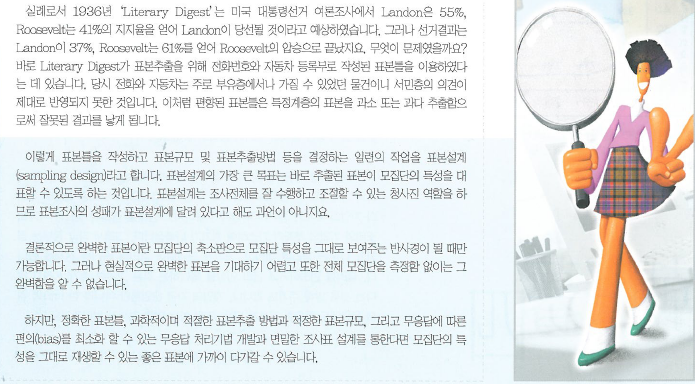 실례로서 1936년 'Literary Digest'는 미국 대통령선거 여론조사에서 Landon은 55%,
Roosevelt는 41%의 지지율을 얻어 Landon이 당선될 것이라고 예상하였습니다. 그러나 선거결과는
Landon이 37%, Roosevelt는 61%를 얻어 Roosevelt의 압승으로 끝났지요. 무엇이 문제였을까요?
바로 Literary Digest가 표본추출을 위해 전화번호와 자동차 등록부로 작성된 표본틀을 이용하였다
는 데 있습니다. 당시 전화와 자동차는 주로 부유층에서나 가질 수 있었던 물건이니 서민층의 의견이
제대로 반영되지 못한 것입니다. 이처럼 편향된 표본틀은 특정계층의 표본을 과소 또는 과다 추출함으
로써 잘못된 결과를 낳게 됩니다.
이렇게 표본틀을 작성하고 표본규모 및 표본추출방법 등을 결정하는 일련의 작업을 표본설계
(sampling design)라고 합니다. 표본설계의 가장 큰 목표는 바로 추출된 표본이 모집단의 특성을 대
표할 수 있도록 하는 것입니다. 표본설계는 조사전체를 잘 수행하고 조절할 수 있는 청사진 역할을 하
므로 표본조사의 성패가 표본설계에 달려 있다고 해도 과언이 아니지요.
결론적으로 완벽한 표본이란 모집단의 축소판으로 모집단 특성을 그대로 보여주는 반사경이 될 때만
가능합니다. 그러나 현실적으로 완벽한 표본을 기대하기 어렵고 또한 전체 모집단을 측정함 없이는 그
완벽함을 알 수 없습니다.
하지만, 정확한 표본틀, 과학적이며 적절한 표본추출 방법과 적정한 표본규모, 그리고 무응답에 따른
편의(bias)를 최소화 할 수 있는 무응답 처리기법 개발과 면밀한 조사표 설계를 통한다면 모집단의 특
성을 그대로 재생할 수 있는 좋은 표본에 가까이 다가갈 수 있습니다.